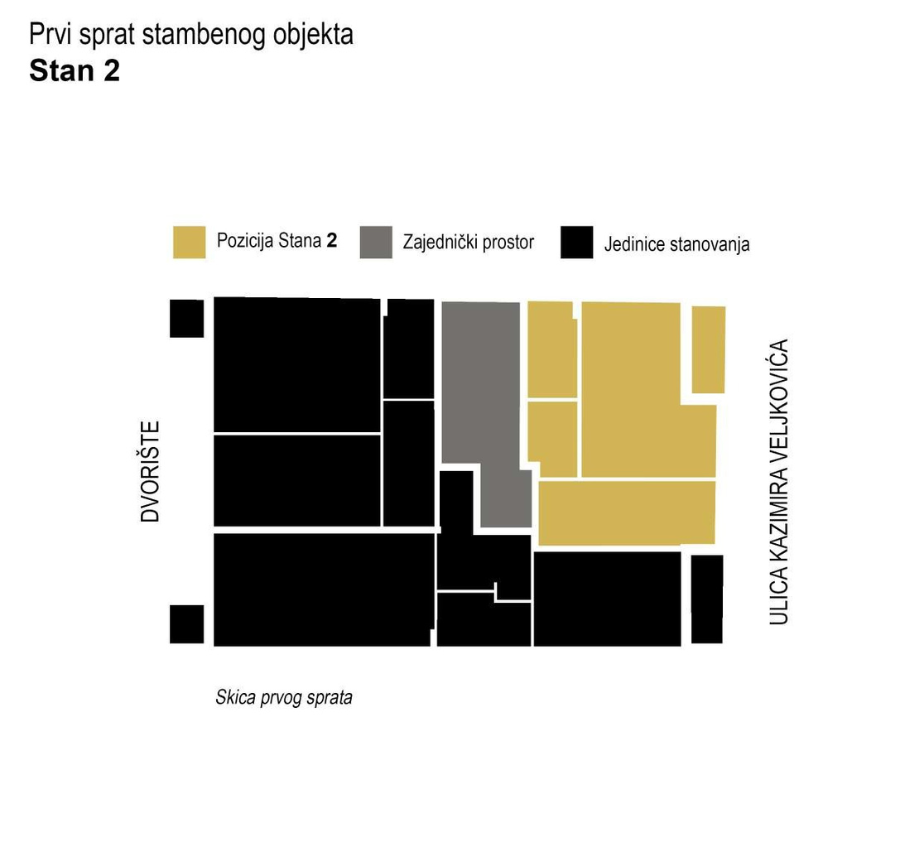 Prvi sprat stambenog objekta
Stan 2
Pozicija Stana 2
Zajednički prostor
Jedinice stanovanja
DVORIŠTE
ULICA KAZIMIRA VELJKOVIĆA
Skica prvog sprata